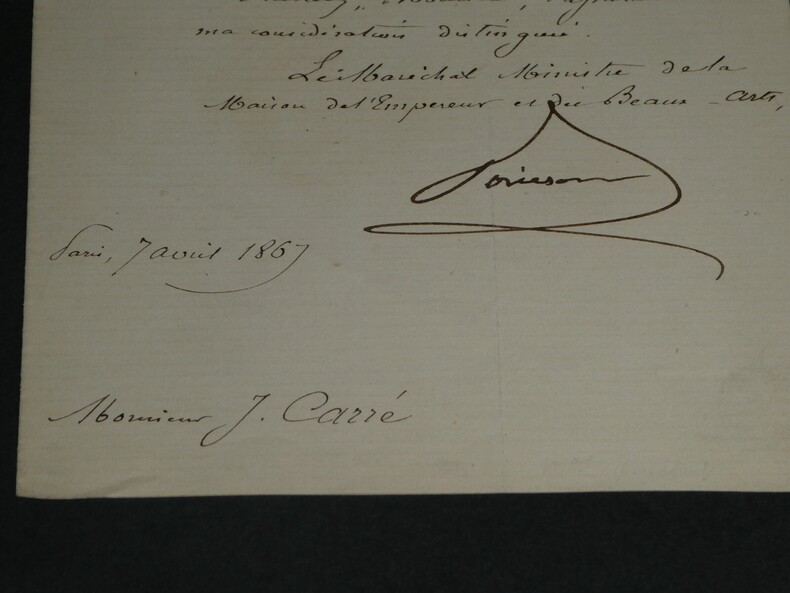 ma considération distinguée.
Le Maréchal Ministre de la
Maison de l'Empereur et des Beaux-Arts,
Paris, 7 avril 1867
Monsieur J. Carré